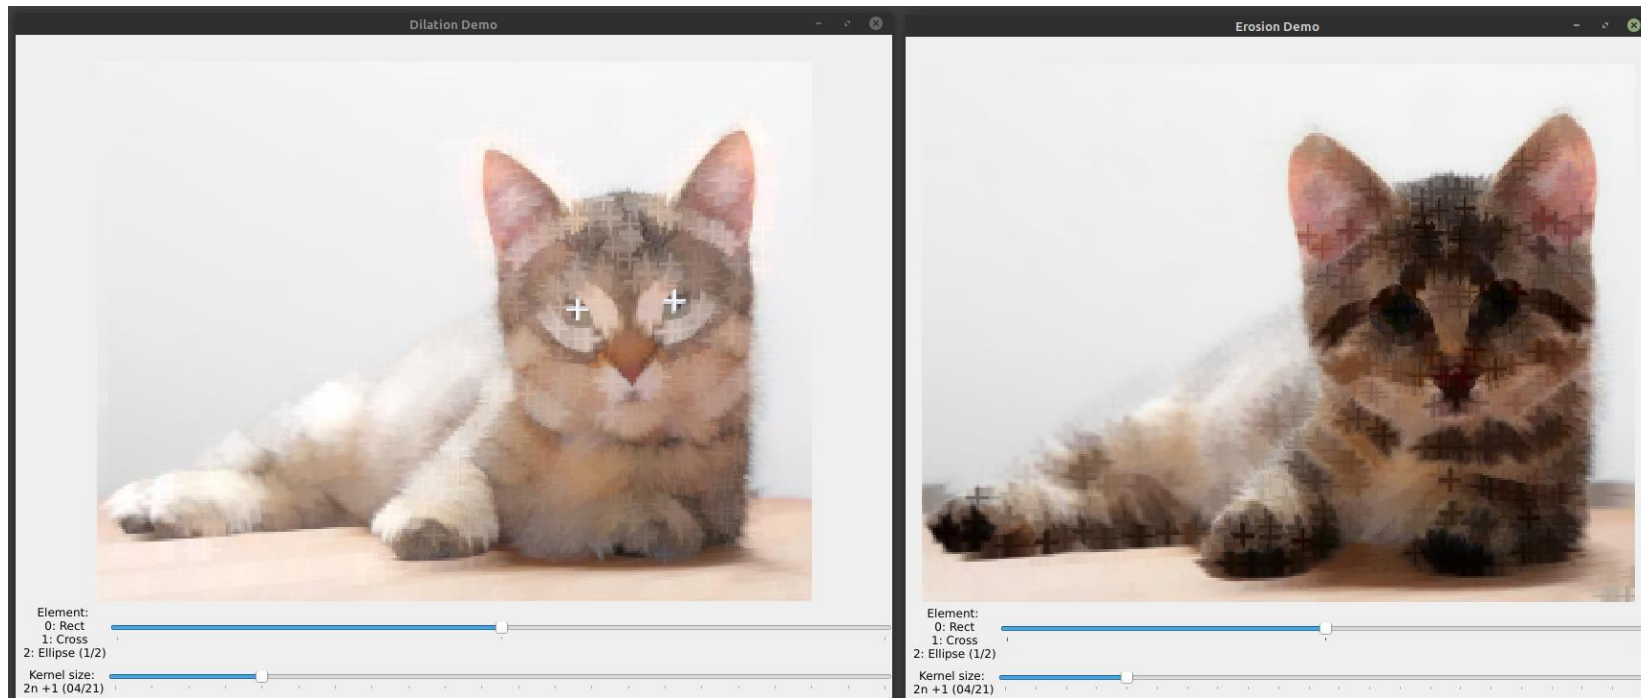 Dilation Demo
Element:
0: Rect
1: Cross
2: Ellipse (1/2)
Kernel size:
2n +1 (04/21)
Erosion Demo
Element:
0: Rect
1: Cross
2: Ellipse (1/2)
Kernel size:
2n +1 (04/21)